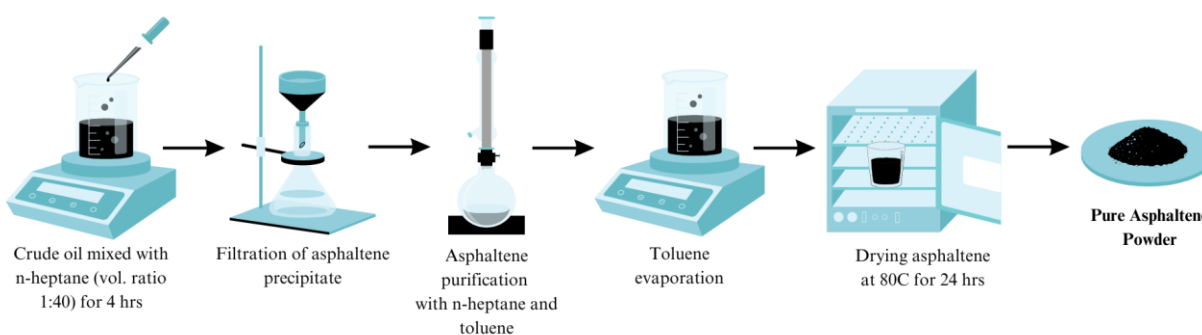 Crude oil mixed with
n-heptane (vol. ratio
1:40) for 4 hrs
Filtration of asphaltene
precipitate
Asphaltene
purification
with n-heptane and
toluene
Toluene
evaporation
Drying asphaltene
at 80C for 24 hrs
Pure Asphaltene
Powder